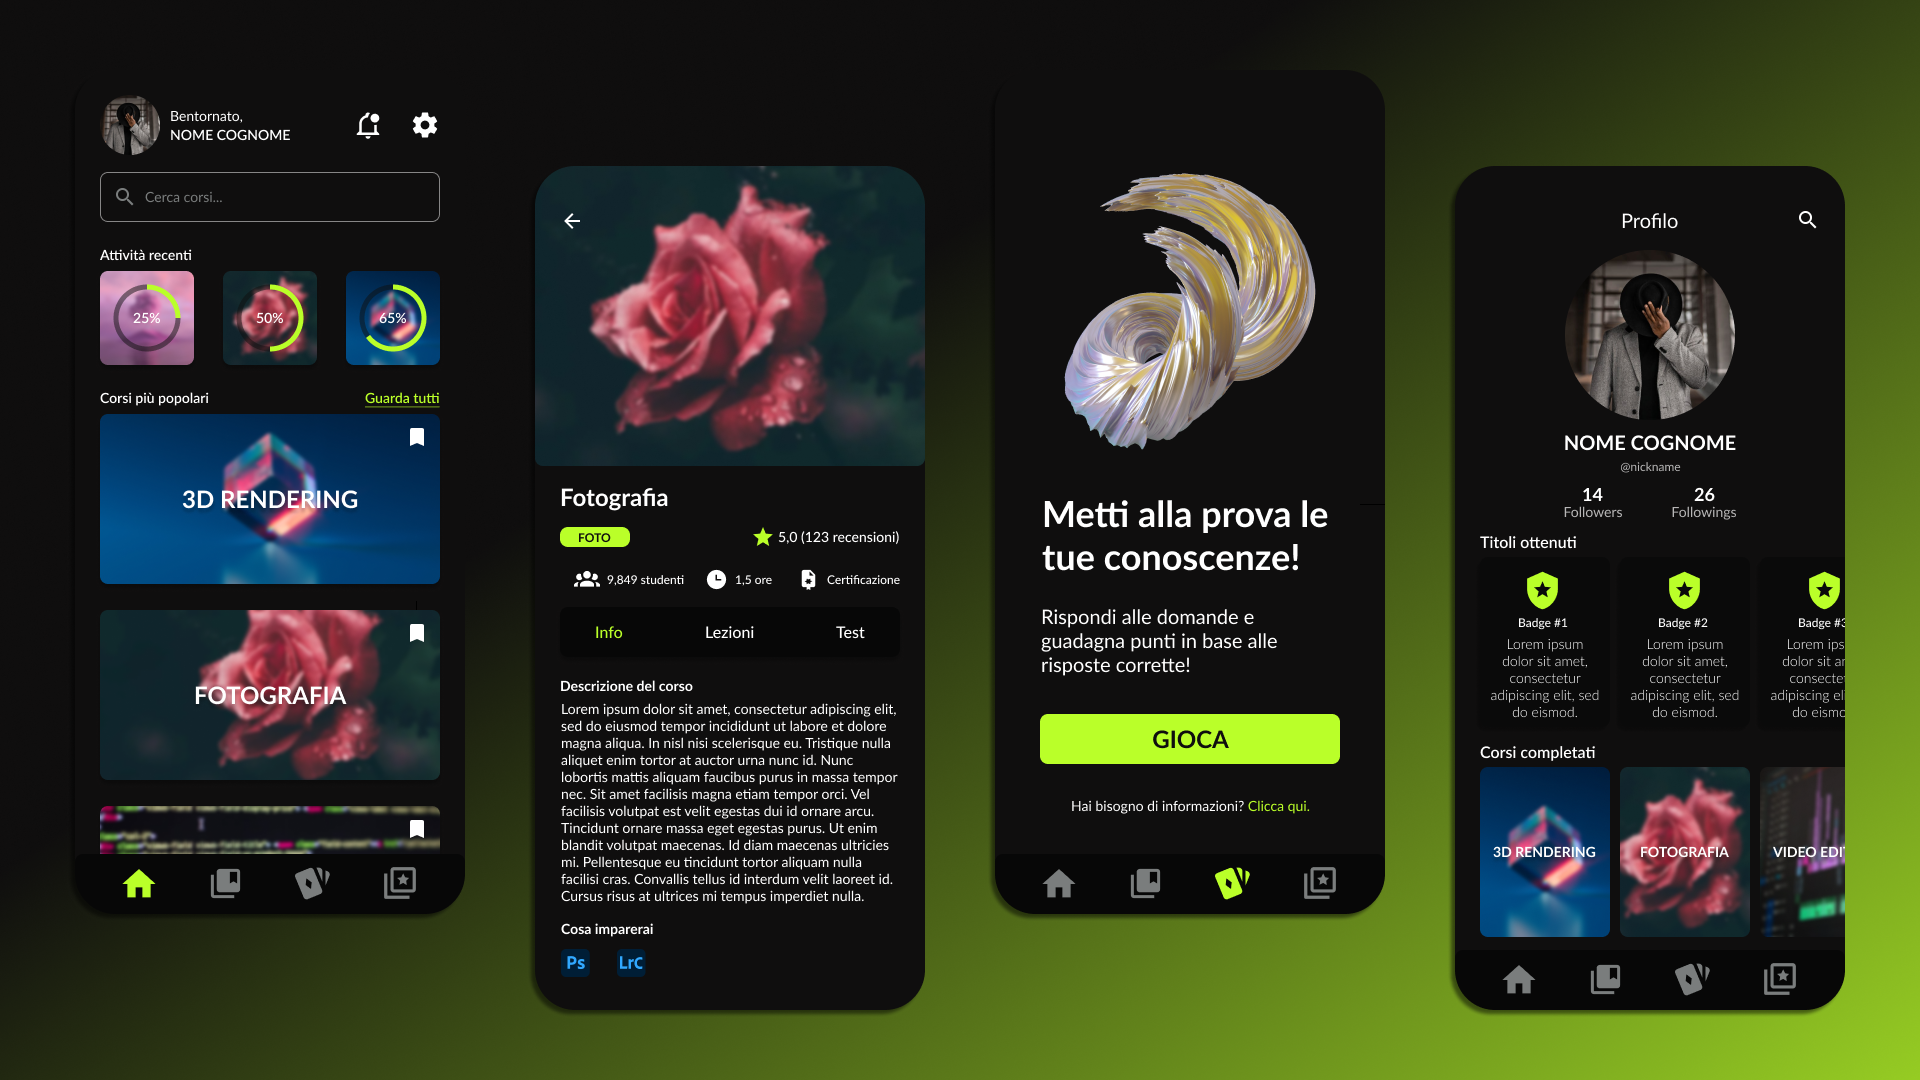 Bentornato,
NOME COGNOME
Cerca corsi...
Attività recenti
25%
50%
65%
Corsi più popolari
Guarda tutti
3D RENDERING
FOTOGRAFIA
Fotografia
FOTO
5,0 (123 recensioni)
9,849 studenti
1,5 ore
Certificazione
Info
Lezioni
Test
Descrizione del corso
Lorem ipsum dolor sit amet, consectetur adipiscing elit,
sed do eiusmod tempor incididunt ut labore et dolore
magna aliqua. In nisl nisi scelerisque eu. Tristique nulla
aliquet enim tortor at auctor urna nunc id. Nunc
lobortis mattis aliquam faucibus purus in massa tempor
nec. Sit amet facilisis magna etiam tempor orci. Vel
facilisis volutpat est velit egestas dui id ornare arcu.
Tincidunt ornare massa eget egestas purus. Ut enim
blandit volutpat maecenas. Id diam maecenas ultricies
mi. Pellentesque eu tincidunt tortor aliquam nulla
facilisi cras. Convallis tellus id interdum velit laoreet id.
Cursus risus at ultrices mi tempus imperdiet nulla.
Cosa imparerai
Ps
LrC
Metti alla prova le
tue conoscenze!
Rispondi alle domande e
guadagna punti in base alle
risposte corrette!
GIOCA
Hai bisogno di informazioni? Clicca qui.
Profilo
NOME COGNOME
@nickname
14
Followers
26
Followings
Titoli ottenuti
Badge #1
Lorem ipsum
dolor sit amet,
consectetur
adipiscing elit, sed
do eismod.
Badge #2
Lorem ipsum
dolor sit amet,
consectetur
adipiscing elit, sed
do eismod.
Badge #3
Lorem ips
dolor sit ar
consecte
adipiscing eli
do eismo
Corsi completati
3D RENDERING
FOTOGRAFIA
VIDEO EDI